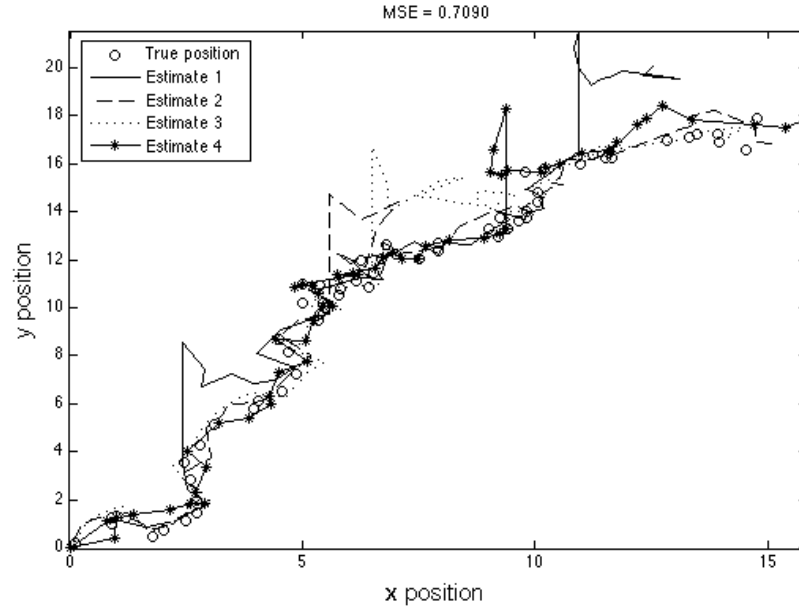 MSE = 0.7090
True position
Estimate 1
Estimate 2
Estimate 3
Estimate 4
y position
20
18
16
14
12
10
8
6
4
2
0
0 5 10 15
x position